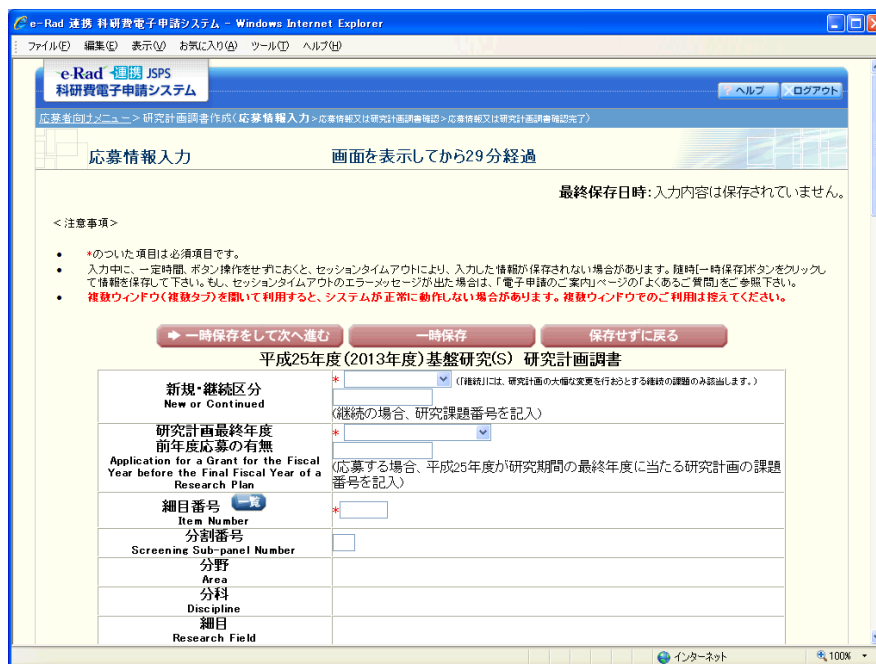 e-Rad 連携 科研費電子申請システム - Windows Internet Explorer
ファイル(F) 編集(E) 表示(V) お気に入り(A) ツール(T) ヘルプ(H)
e-Rad 連携 JSPS
科研費電子申請システム
? ヘルプ ×ログアウト
応募者向けメニュー>研究計画調書作成(応募情報入力>応募情報又は研究計画調書確認>応募情報又は研究計画調書確認完了)
応募情報入力 画面を表示してから29分経過
最終保存日時:入力内容は保存されていません。
<注意事項>
• *のついた項目は必須項目です。
• 入力中に、一定時間、ボタン操作をせずにおくと、セッションタイムアウトにより、入力した情報が保存されない場合があります。随時[一時保存]ボタンをクリックし
て情報を保存して下さい。もし、セッションタイムアウトのエラーメッセージが出た場合は、「電子申請のご案内」ページの「よくあるご質問」をご参照下さい。
• 複数ウィンドウ(複数タブ)を開いて利用すると、システムが正常に動作しない場合があります。複数ウィンドウでのご利用は控えてください。
一時保存をして次へ進む 一時保存 保存せずに戻る
平成25年度(2013年度)基盤研究(S) 研究計画調書
新規・継続区分
New or Continued
* (「継続」には、研究計画の大幅な変更を行おうとする継続の課題のみ該当します。)
(継続の場合、研究課題番号を記入)
研究計画最終年度
前年度応募の有無
Application for a Grant for the Fiscal
Year before the Final Fiscal Year of a
Research Plan
*
(応募する場合、平成25年度が研究期間の最終年度に当たる研究計画の課題
番号を記入)
細目番号 一覧
Item Number
*
分割番号
Screening Sub-panel Number
分野
Area
分科
Discipline
細目
Research Field
インターネット 100%